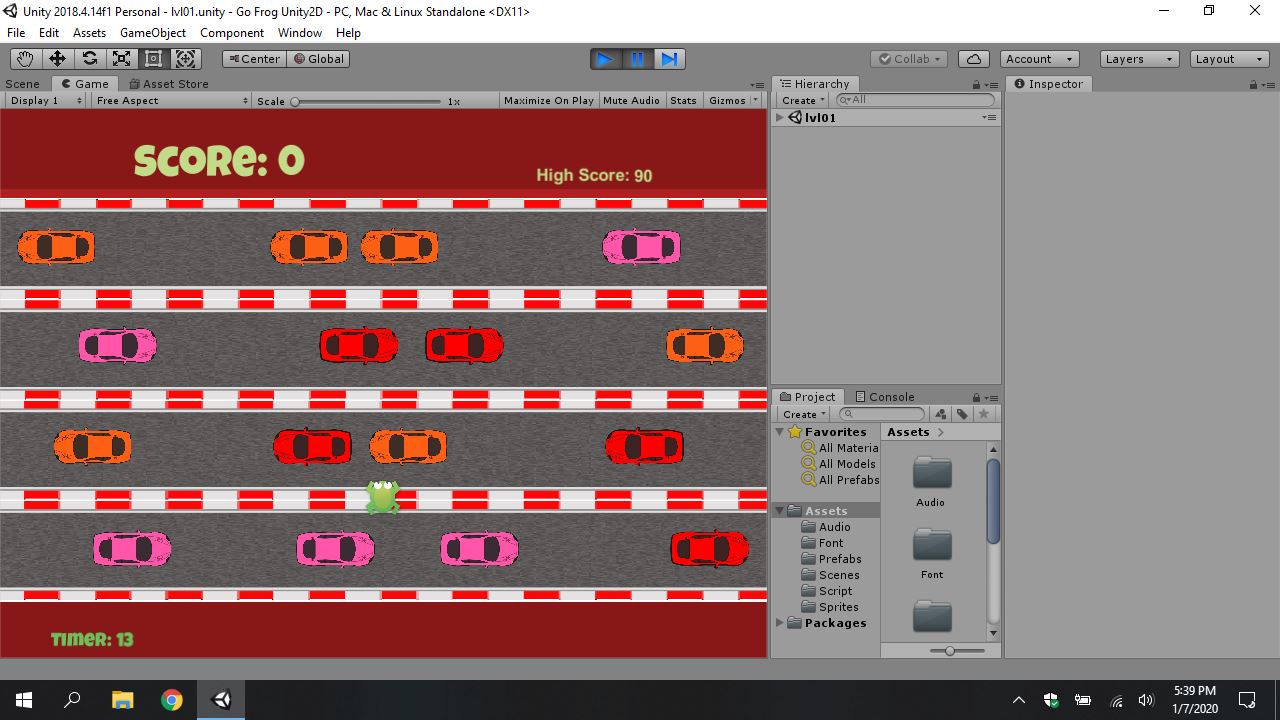 Unity 2018.4.14f1 Personal - lvl01.unity - Go Frog Unity2D - PC, Mac & Linux Standalone <DX11>
File Edit Assets GameObject Component Window Help
Center Global Collab Account Layers Layout
Scene Game Asset Store Hierarchy Inspector
Display 1 Free Aspect Scale 1x Maximize On Play Mute Audio Stats Gizmos Create All
lvl01
Score: 0
High Score: 90
Project Console
Create
Favorites Assets
All Materia
All Models
All Prefabs
Audio
Assets
Audio
Font
Prefabs
Scenes
Font
Script
Sprites
Packages
Timer: 13
5:39 PM
1/7/2020